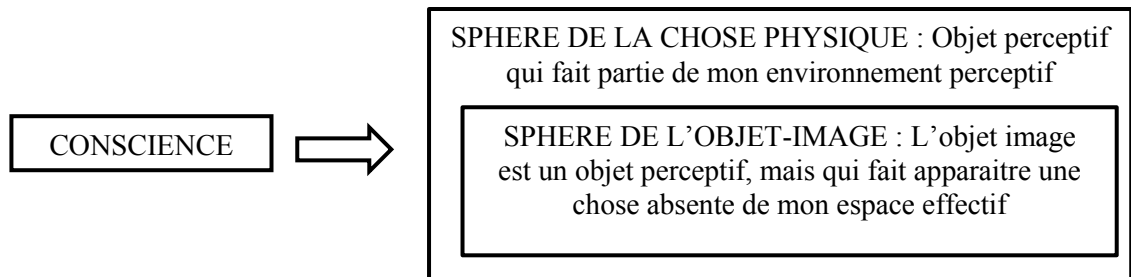 SPHERE DE LA CHOSE PHYSIQUE : Objet perceptif
qui fait partie de mon environnement perceptif
CONSCIENCE
SPHERE DE L’OBJET-IMAGE : L’objet image
est un objet perceptif, mais qui fait apparaitre une
chose absente de mon espace effectif